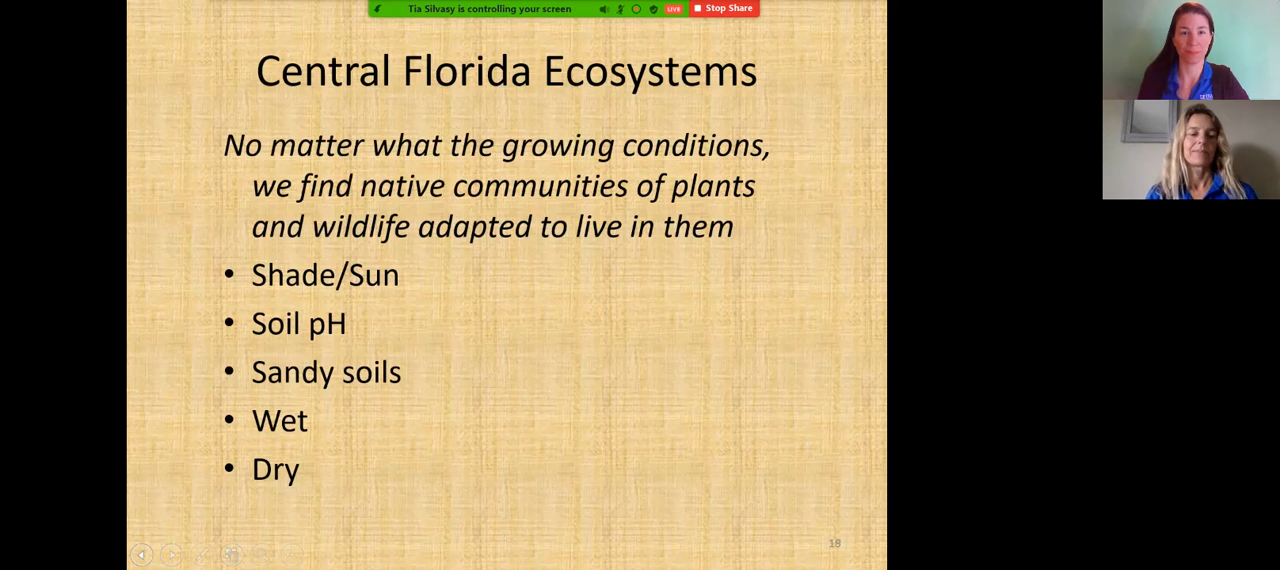 Tia Silvasy is controlling your screen
LIVE
Stop Share
Central Florida Ecosystems
No matter what the growing conditions,
we find native communities of plants
and wildlife adapted to live in them
• Shade/Sun
• Soil pH
• Sandy soils
• Wet
• Dry
18